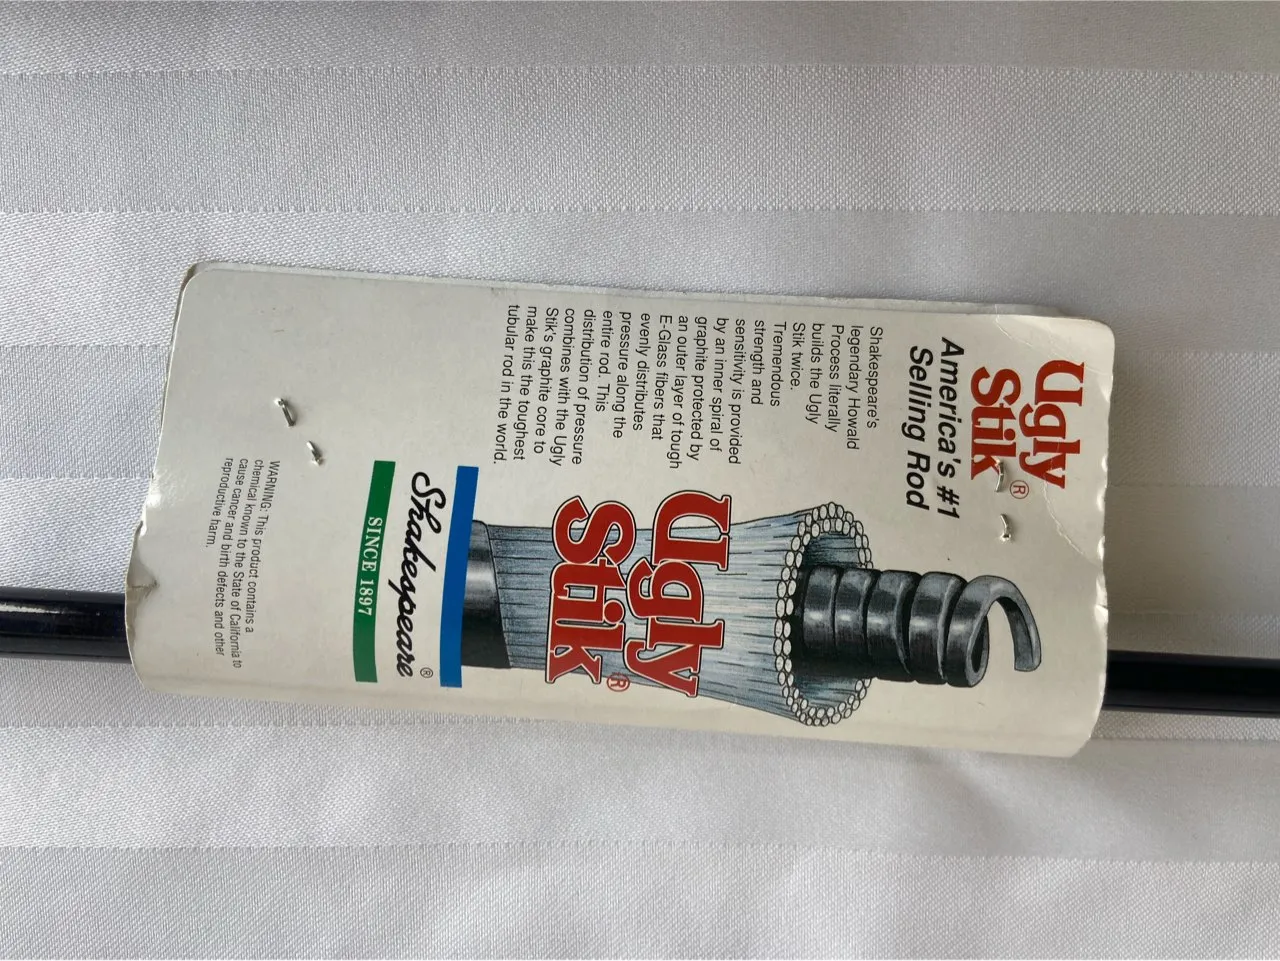 Ugly
Stik®
America's #1
Selling Rod
Shakespeare's
legendary Howald
Process literally
builds the Ugly
Stik twice.
Tremendous
strength and
sensitivity is provided
by an inner spiral of
graphite protected by
an outer layer of tough
E-Glass fibers that
evenly distributes
pressure along the
entire rod. This
distribution of pressure
combines with the Ugly
Stik's graphite core to
make this the toughest
tubular rod in the world.
Ugly
Stik®
Shakespeare®
SINCE 1897
WARNING: This product contains a
chemical known to the State of California to
cause cancer and birth defects and other
reproductive harm.